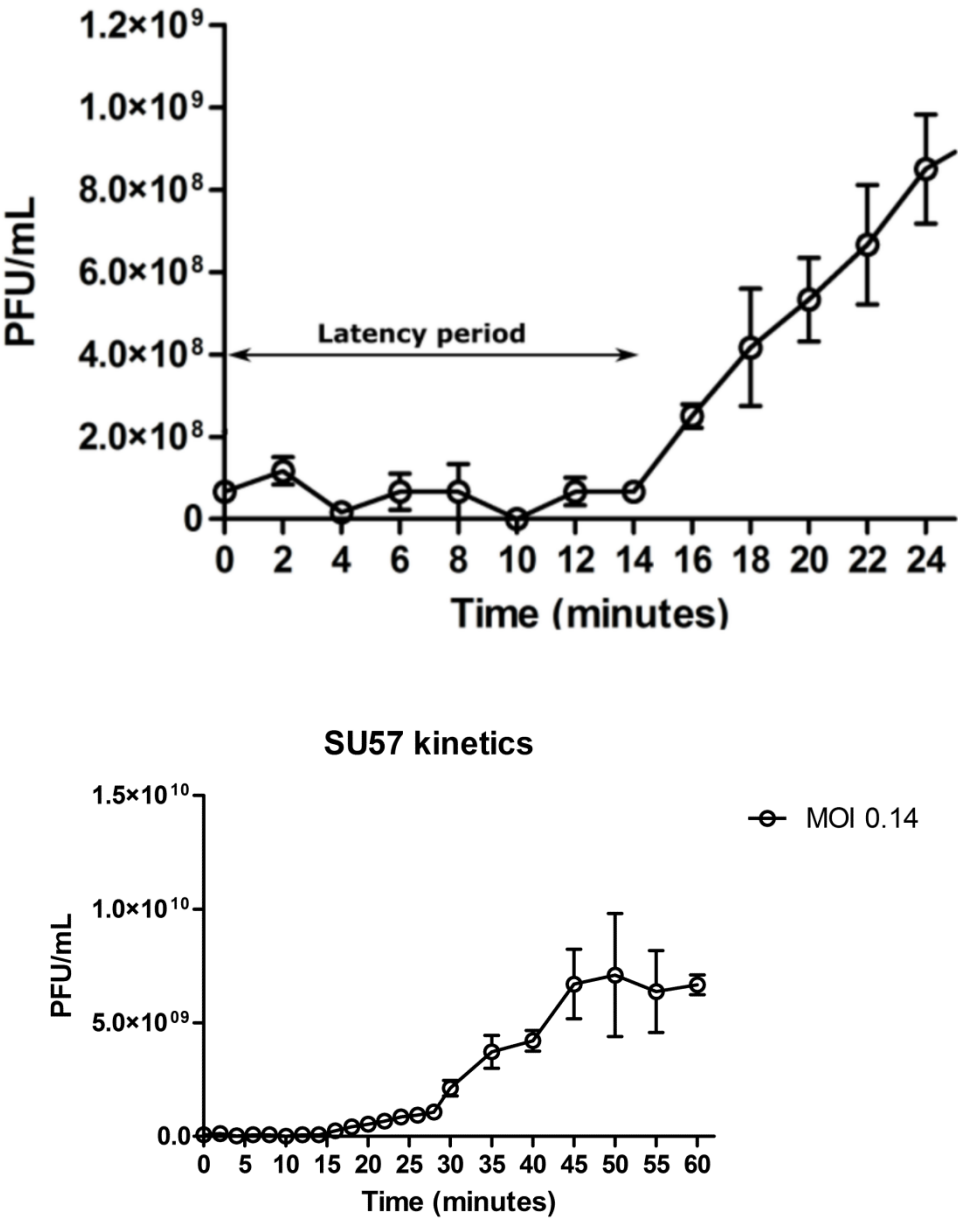 1.2×10⁹
1.0×10⁹
8.0×10⁸
6.0×10⁸
4.0×10⁸
2.0×10⁸
0
PFU/mL
Latency period
0 2 4 6 8 10 12 14 16 18 20 22 24
Time (minutes)
SU57 kinetics
1.5×10¹⁰
1.0×10¹⁰
5.0×10⁰⁹
0.0
PFU/mL
MOI 0.14
0 5 10 15 20 25 30 35 40 45 50 55 60
Time (minutes)